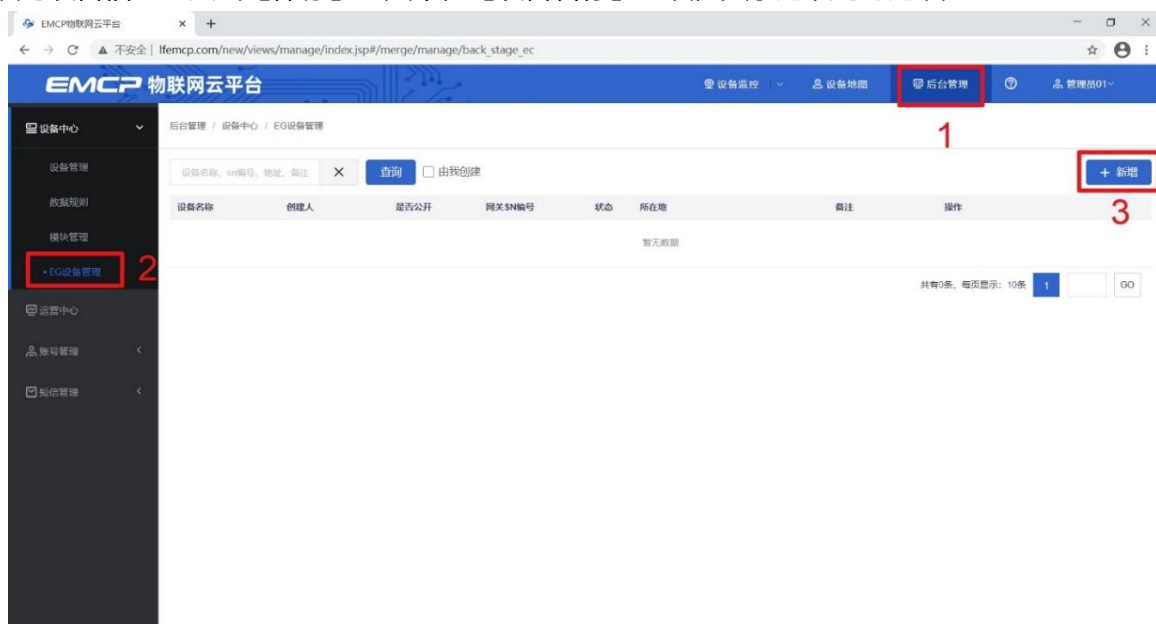 EMCP物联网云平台
不安全 | lfemcp.com/new/views/manage/index.jsp#/merge/manage/back_stage_ec
EMCP 物联网云平台 设备监控 设备地图 后台管理 管理员01
1
设备中心 后台管理 / 设备中心 / EG设备管理
设备管理 设备名称、sn编号、地址、备注 查询 由我创建 + 新增
3
数据规则 设备名称 创建人 是否公开 网关SN编号 状态 所在地 备注 操作
模块管理 暂无数据
• EG设备管理 2
共有0条，每页显示：10条 1 GO
运营中心
账号管理
短信管理